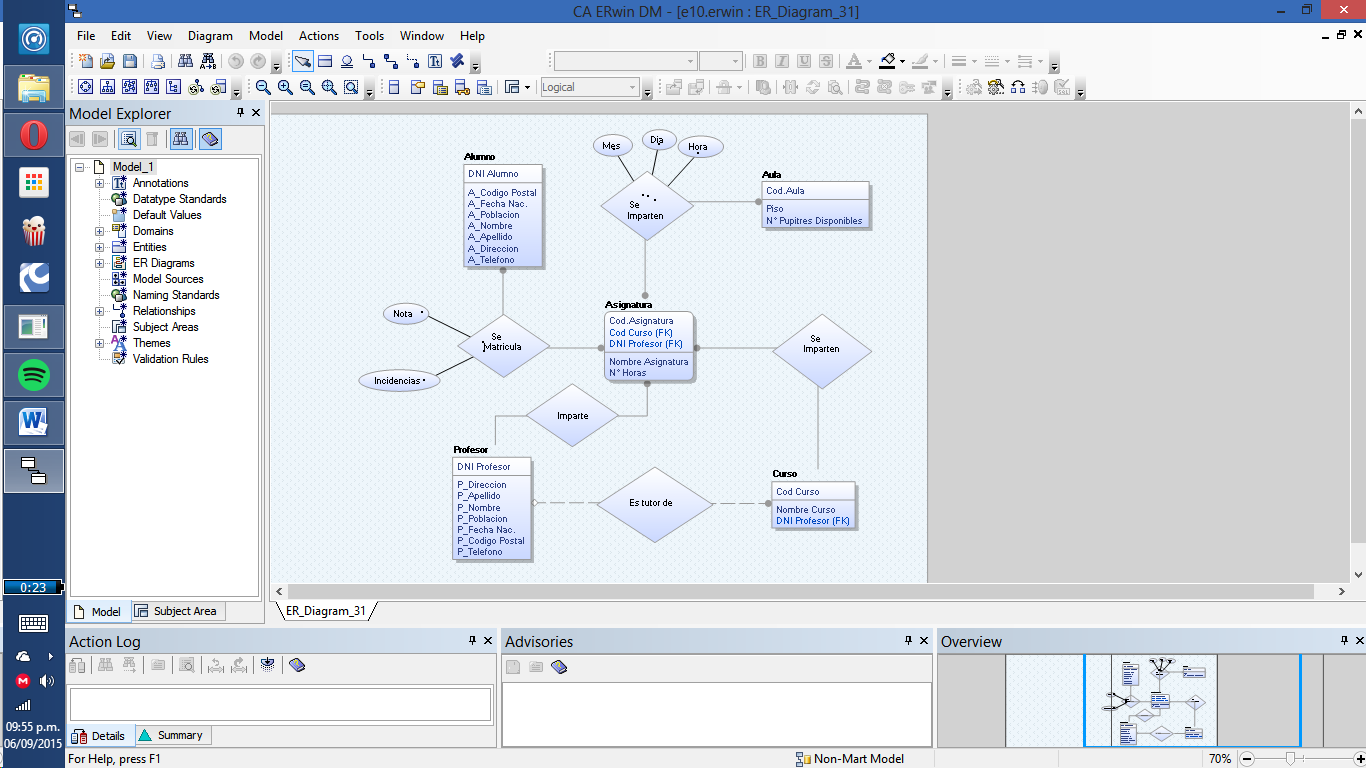 CA ERwin DM - [e10.erwin : ER_Diagram_31]
File Edit View Diagram Model Actions Tools Window Help
Logical
Model Explorer
Model_1
Annotations
Datatype Standards
Default Values
Domains
Entities
ER Diagrams
Model Sources
Naming Standards
Relationships
Subject Areas
Themes
Validation Rules
Model
Subject Area
Mes
Dia
Hora
Se
Imparten
Alumno
DNI Alumno
A_Codigo Postal
A_Fecha Nac.
A_Poblacion
A_Nombre
A_Apellido
A_Direccion
A_Telefono
Aula
Cod.Aula
Piso
N° Pupitres Disponibles
Nota
Se
Matricula
Incidencias
Asignatura
Cod.Asignatura
Cod Curso (FK)
DNI Profesor (FK)
Nombre Asignatura
N° Horas
Se
Imparten
Imparte
Profesor
DNI Profesor
P_Direccion
P_Apellido
P_Nombre
P_Poblacion
P_Fecha Nac.
P_Codigo Postal
P_Telefono
Es tutor de
Curso
Cod Curso
Nombre Curso
DNI Profesor (FK)
ER_Diagram_31
Action Log
Details
Summary
Advisories
Overview
For Help, press F1
Non-Mart Model
70%
0:23
09:55 p.m.
06/09/2015